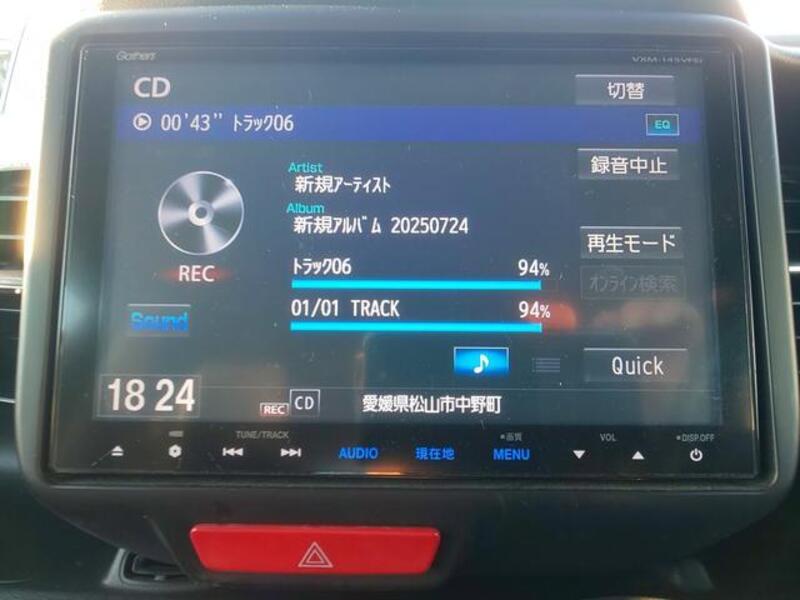 Gathers
VXM-145VFEi
CD
切替
00'43" トラック06
EQ
録音中止
Artist
新規アーティスト
Album
新規アルバム 20250724
再生モード
REC
トラック06 94%
オンライン検索
01/01 TRACK 94%
Sound
Quick
18 24
REC CD
愛媛県松山市中野町
TUNE/TRACK
•画質
VOL
•DISP.OFF
AUDIO
現在地
MENU